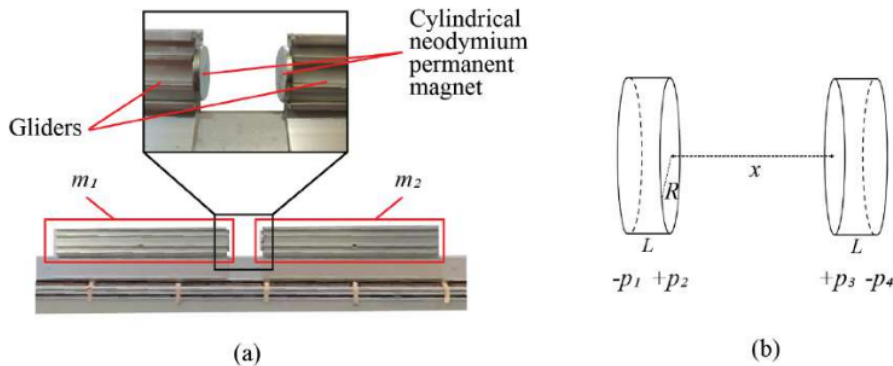 Cylindrical
neodymium
permanent
magnet
Gliders
m₁
m₂
(a)
x
R
L
L
-p₁ +p₂
+p₃ -p₄
(b)